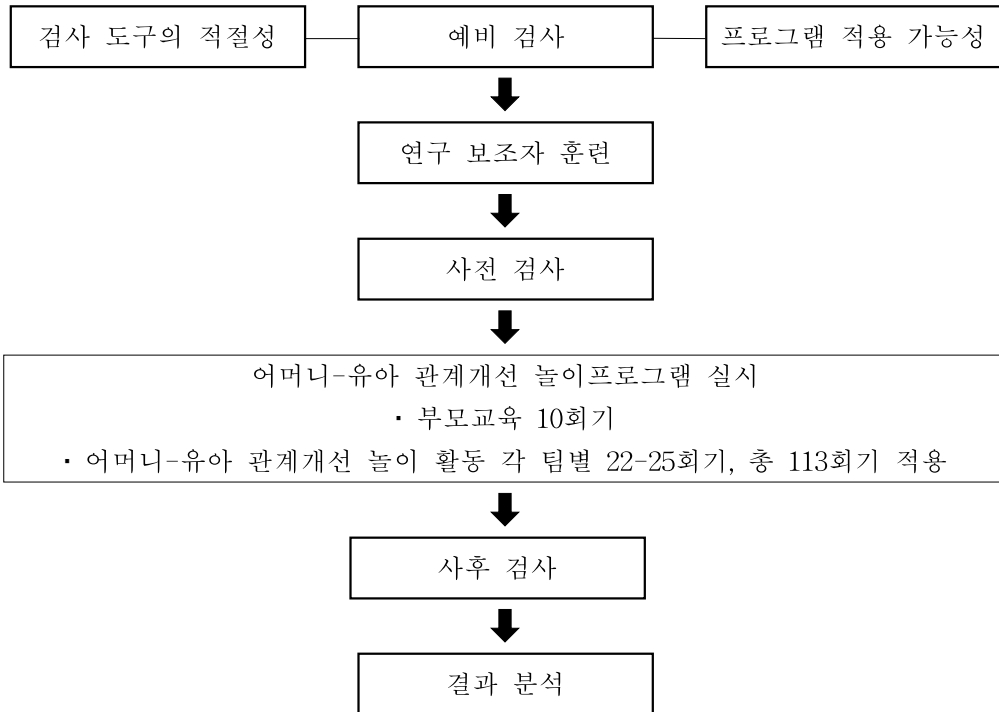 검사 도구의 적절성
예비 검사
프로그램 적용 가능성
연구 보조자 훈련
사전 검사
어머니-유아 관계개선 놀이프로그램 실시
· 부모교육 10회기
· 어머니-유아 관계개선 놀이 활동 각 팀별 22-25회기, 총 113회기 적용
사후 검사
결과 분석